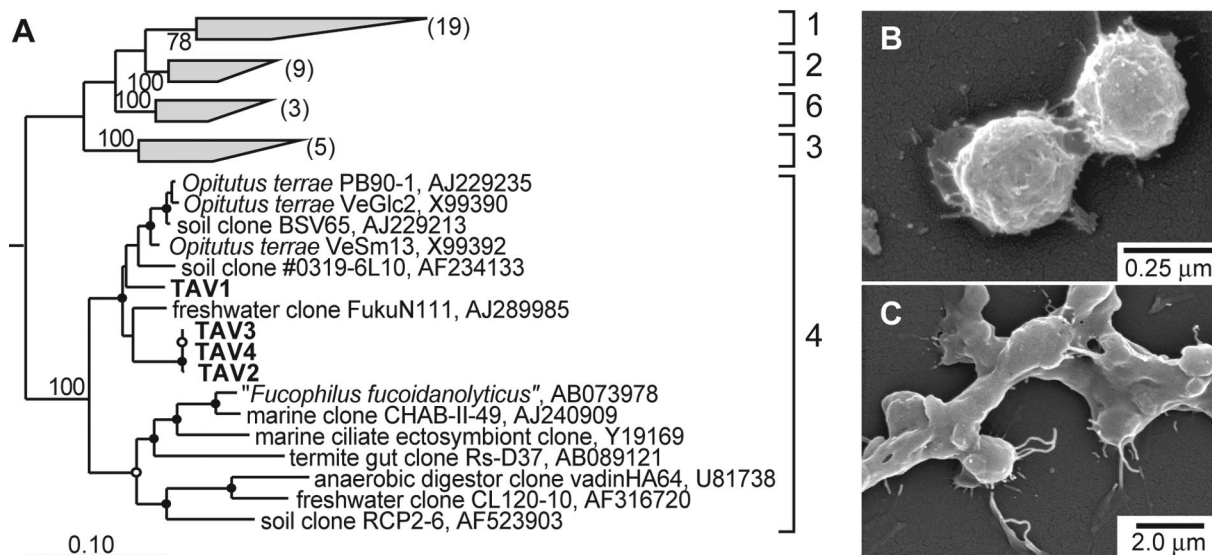 A
78
(19)
1
100
(9)
2
100
(3)
6
100
(5)
3
Opitutus terrae PB90-1, AJ229235
Opitutus terrae VeGlc2, X99390
soil clone BSV65, AJ229213
Opitutus terrae VeSm13, X99392
soil clone #0319-6L10, AF234133
TAV1
freshwater clone FukuN111, AJ289985
TAV3
TAV4
TAV2
4
100
"Fucophilus fucoidanolyticus", AB073978
marine clone CHAB-II-49, AJ240909
marine ciliate ectosymbiont clone, Y19169
termite gut clone Rs-D37, AB089121
anaerobic digestor clone vadinHA64, U81738
freshwater clone CL120-10, AF316720
soil clone RCP2-6, AF523903
0.10
B
0.25 μm
C
2.0 μm